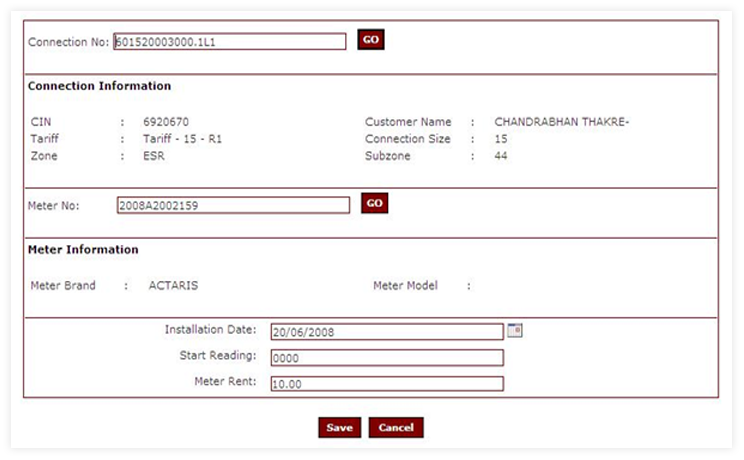 Connection No: 601520003000.1L1 GO
Connection Information
CIN : 6920670 Customer Name : CHANDRABHAN THAKRE-
Tariff : Tariff - 15 - R1 Connection Size : 15
Zone : ESR Subzone : 44
Meter No: 2008A2002159 GO
Meter Information
Meter Brand : ACTARIS Meter Model :
Installation Date: 20/06/2008
Start Reading: 0000
Meter Rent: 10.00
Save Cancel